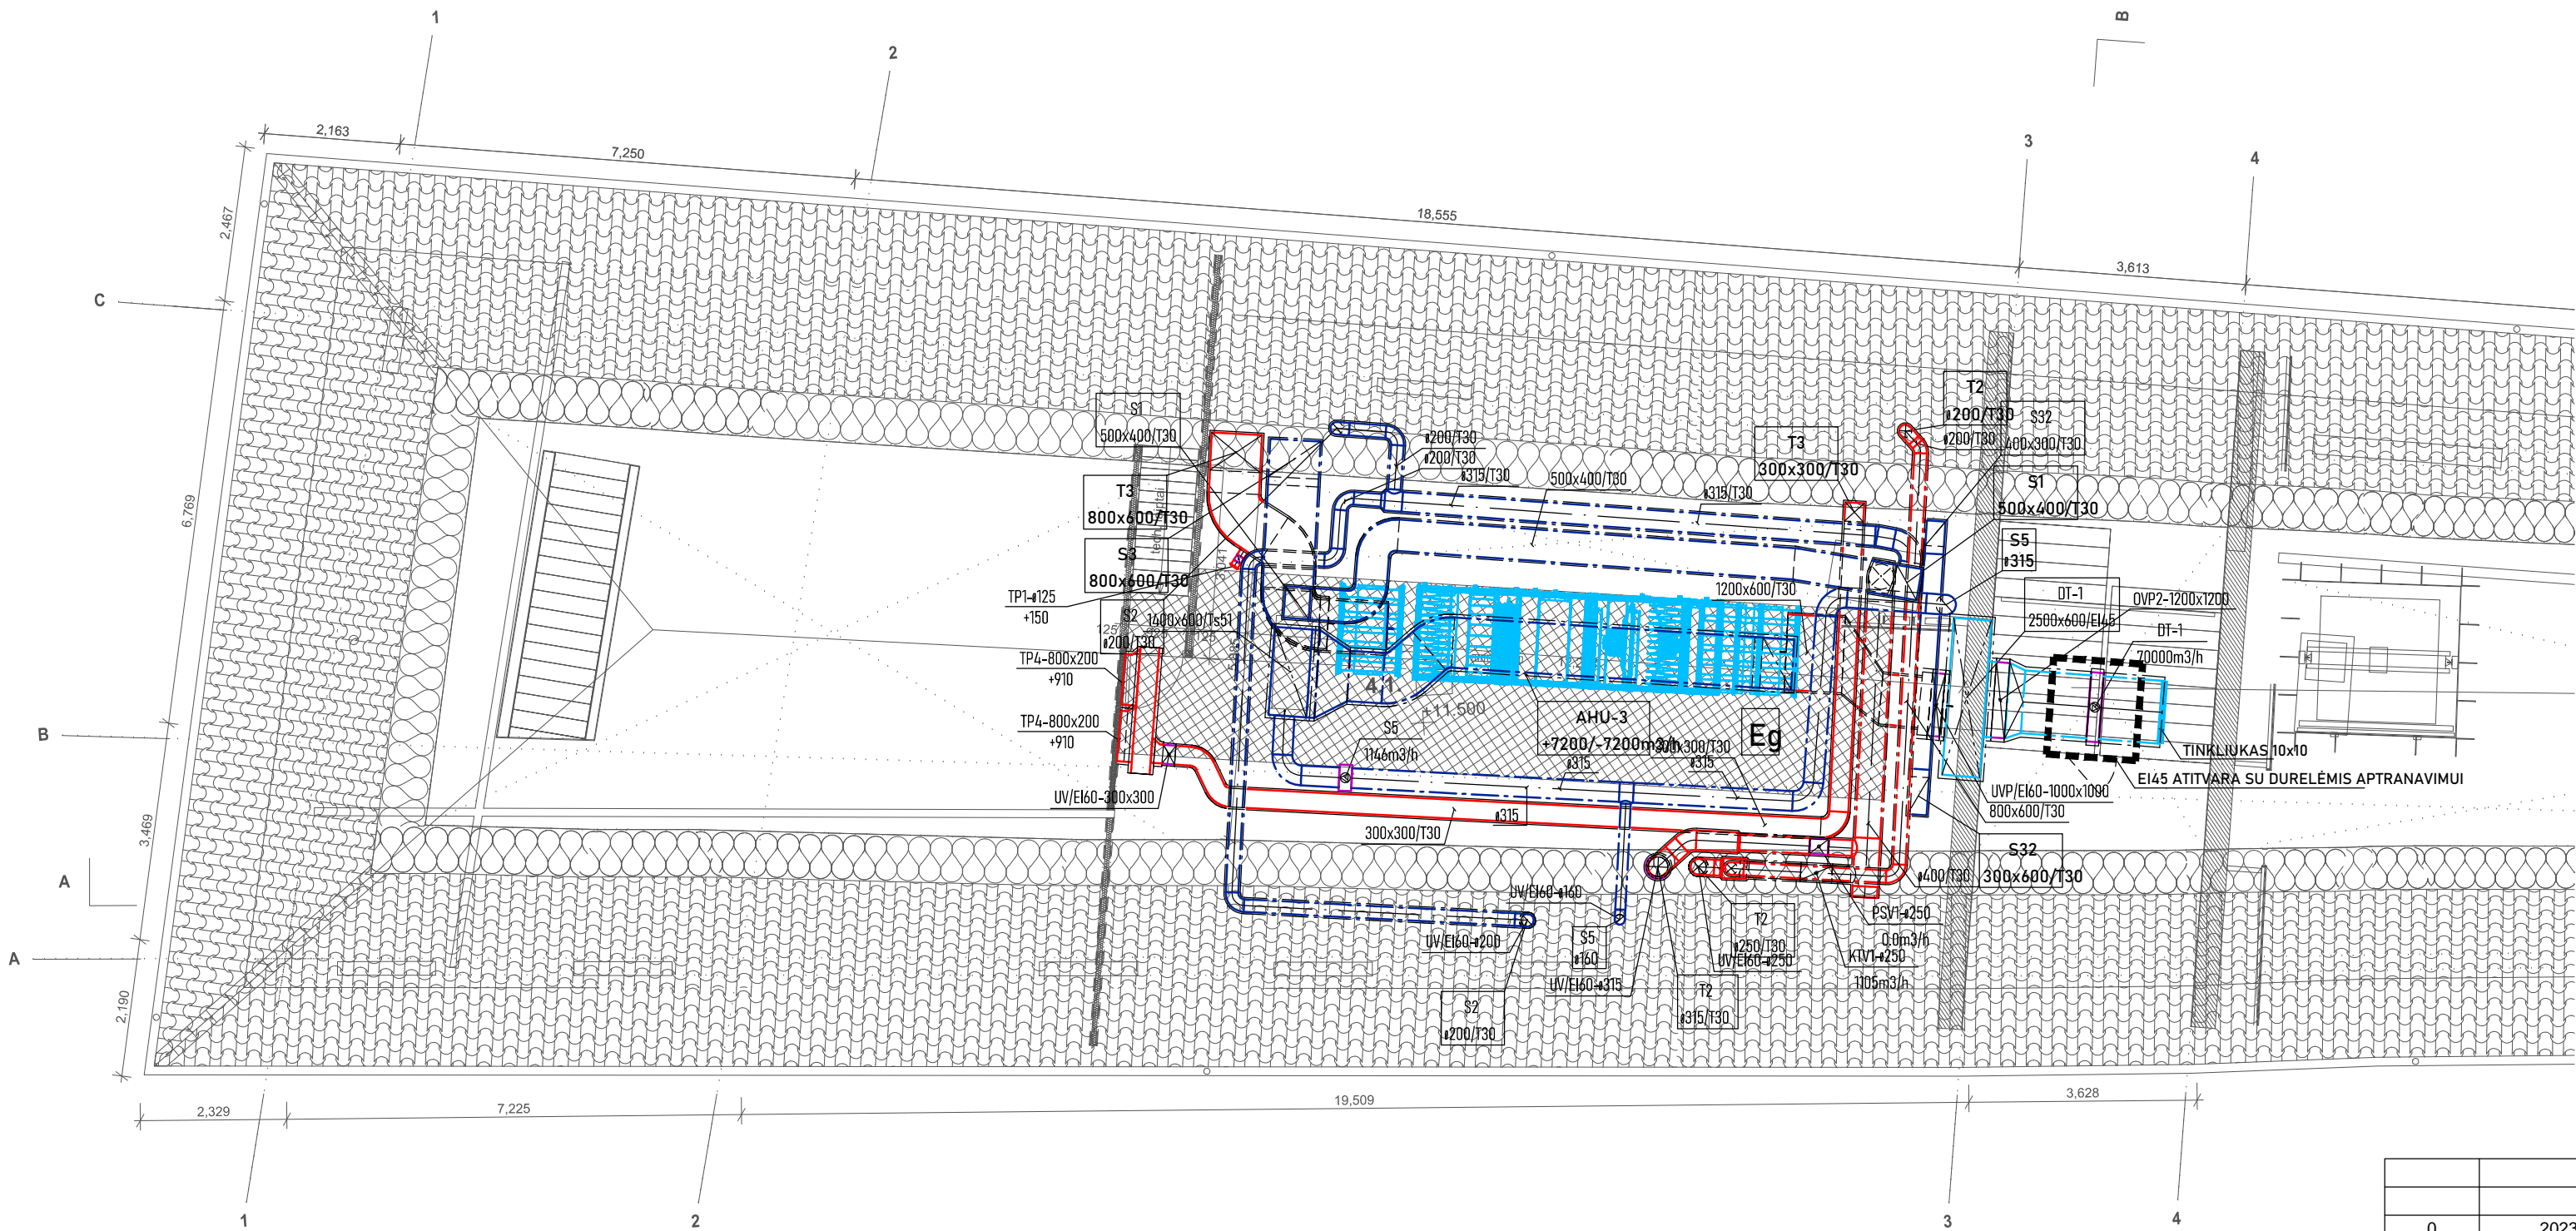 1
2
B
2,163
7,250
3
4
2,467
18,555
3,613
C
T2
S1
ø200/T30
S32
500x400/T30
ø200/T30
T3
ø200/T30
400x300/T30
ø200/T30
300x300/T30
ø315/T30
500x400/T30
S1
T3
ø315/T30
500x400/T30
800x600/T30
6,769
S5
S3
ø315
800x600/T30
1200x600/T30
DT-1
OVP2-1200x1200
TP1-ø125
S2
1400x600/Ts51
2500x600/EI45
+150
DT-1
ø200/T30
70000m3/h
TP4-800x200
+910
4.1
+11.500
AHU-3
Eg
TP4-800x200
S5
+7200/-7200m3/h
300x300/T30
B
+910
1146m3/h
ø315
ø315
TINKLIUKAS 10x10
EI45 ATITVARA SU DURELĖMIS APTRANAVIMUI
UV/EI60-300x300
UVP/EI60-1000x1000
ø315
800x600/T30
300x300/T30
3,469
S32
A
ø400/T30
300x600/T30
UV/EI60-ø160
PSV1-ø250
T2
UV/EI60-ø200
S5
ø250/T30
0.0m3/h
A
ø160
UV/EI60-ø250
KTV1-ø250
UV/EI60-ø315
1105m3/h
2,190
S2
T2
ø200/T30
ø315/T30
2,329
7,225
19,509
3,628
1
2
3
4
0
2023